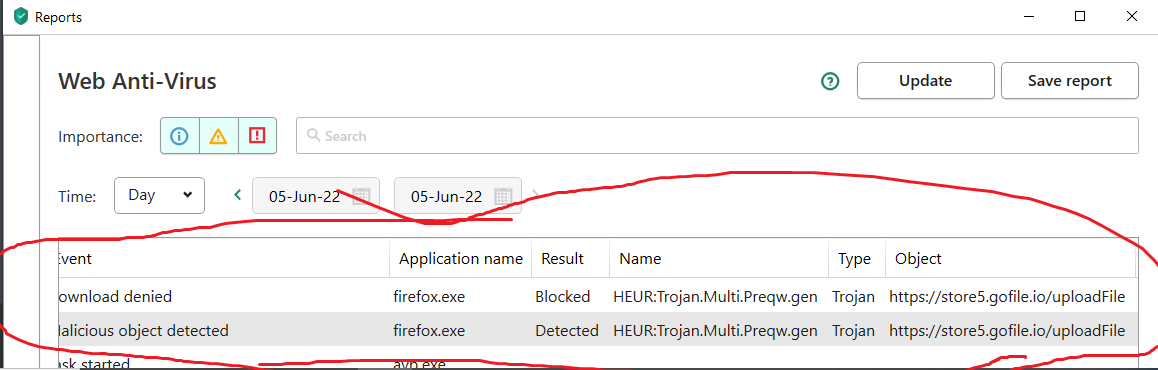 Reports
Web Anti-Virus
Update
Save report
Importance:
Search
Time:
Day
05-Jun-22
05-Jun-22
Event Application name Result Name Type Object
ownload denied firefox.exe Blocked HEUR:Trojan.Multi.Preqw.gen Trojan https://store5.gofile.io/uploadFile
alicious object detected firefox.exe Detected HEUR:Trojan.Multi.Preqw.gen Trojan https://store5.gofile.io/uploadFile
ask started avp.exe